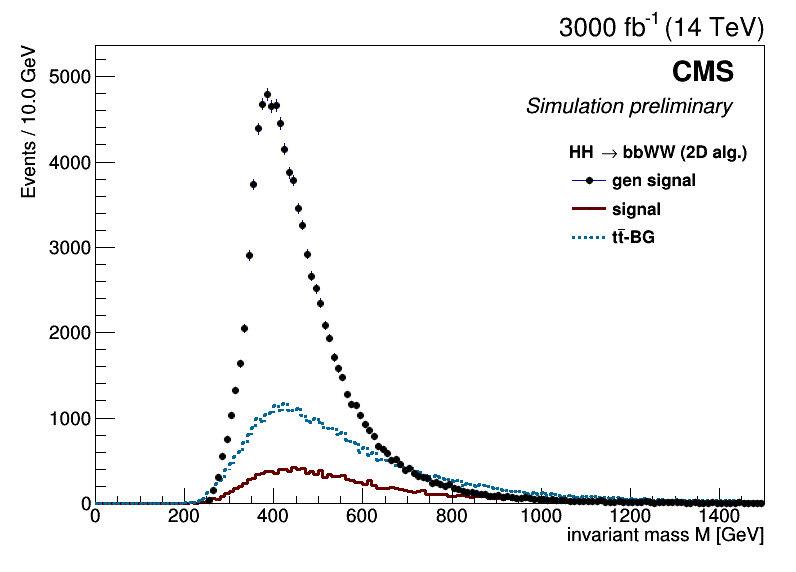 3000 fb⁻¹ (14 TeV)
CMS
Simulation preliminary
HH → bbWW (2D alg.)
gen signal
signal
tt̄-BG
Events / 10.0 GeV
5000
4000
3000
2000
1000
0
0 200 400 600 800 1000 1200 1400
invariant mass M [GeV]